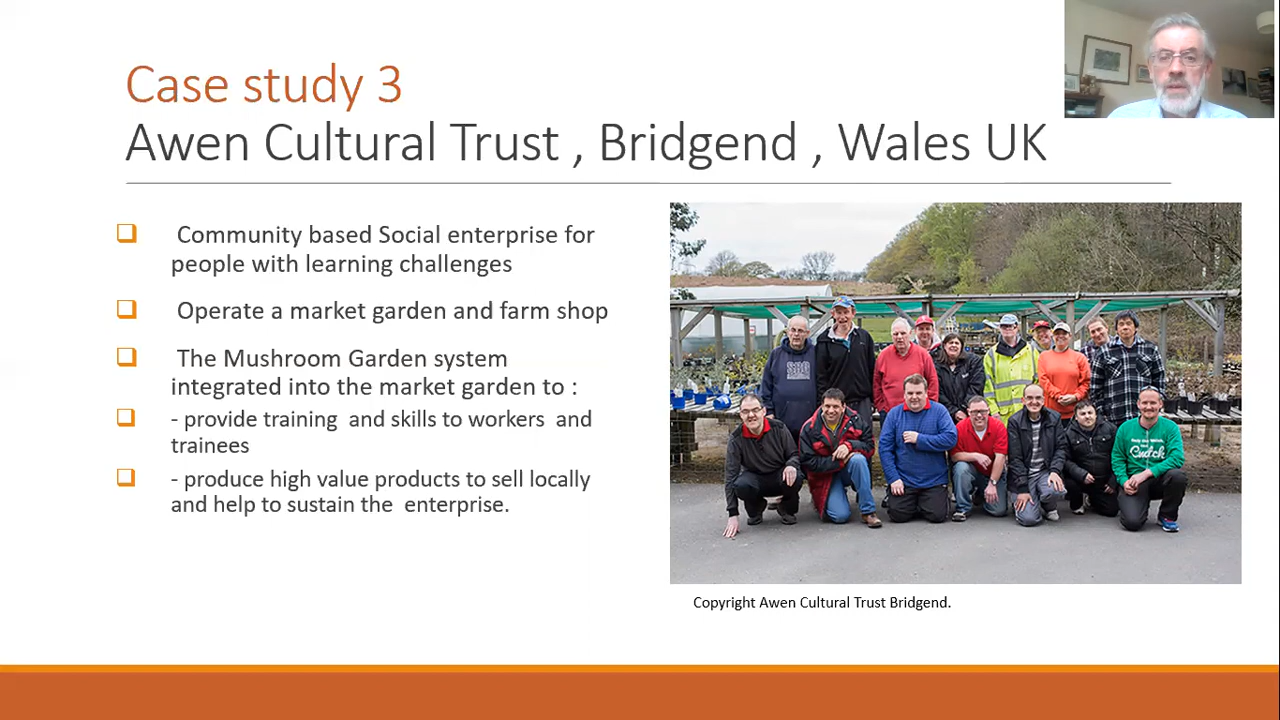 Case study 3
Awen Cultural Trust , Bridgend , Wales UK
Community based Social enterprise for
people with learning challenges
Operate a market garden and farm shop
The Mushroom Garden system
integrated into the market garden to :
- provide training and skills to workers and
trainees
- produce high value products to sell locally
and help to sustain the enterprise.
Cwtch
Copyright Awen Cultural Trust Bridgend.